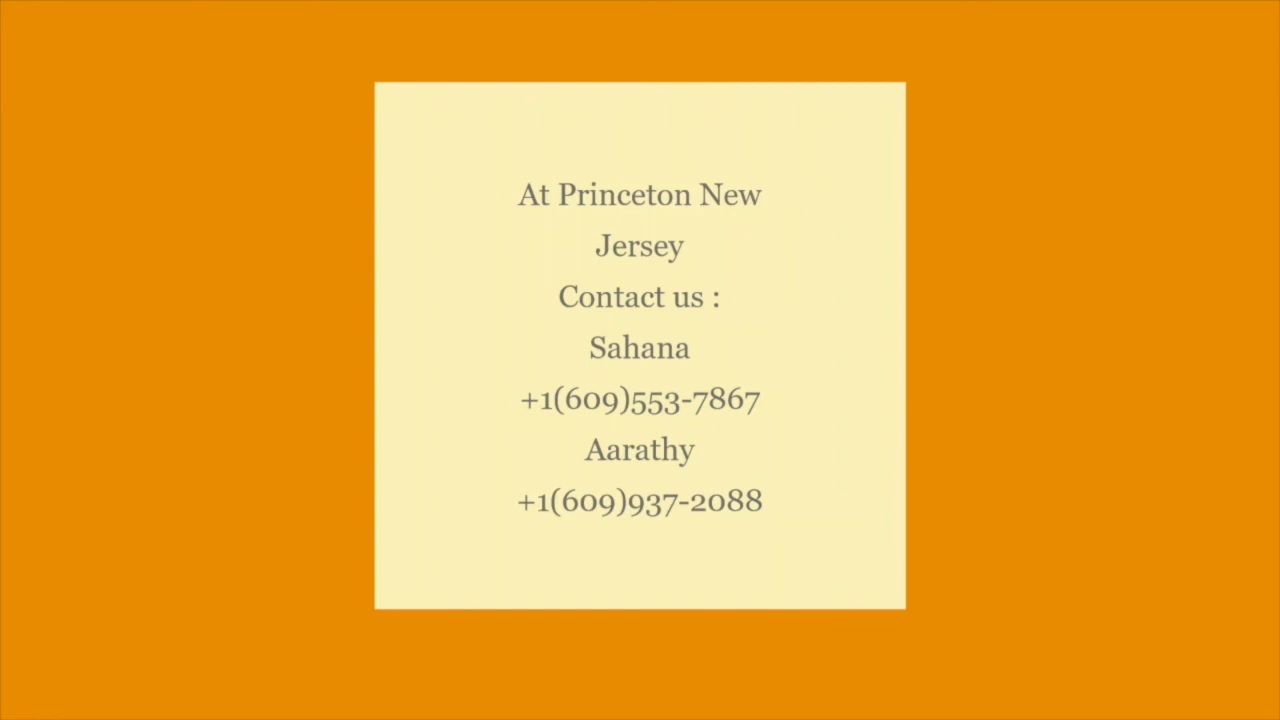 At Princeton New
Jersey
Contact us :
Sahana
+1(609)553-7867
Aarathy
+1(609)937-2088